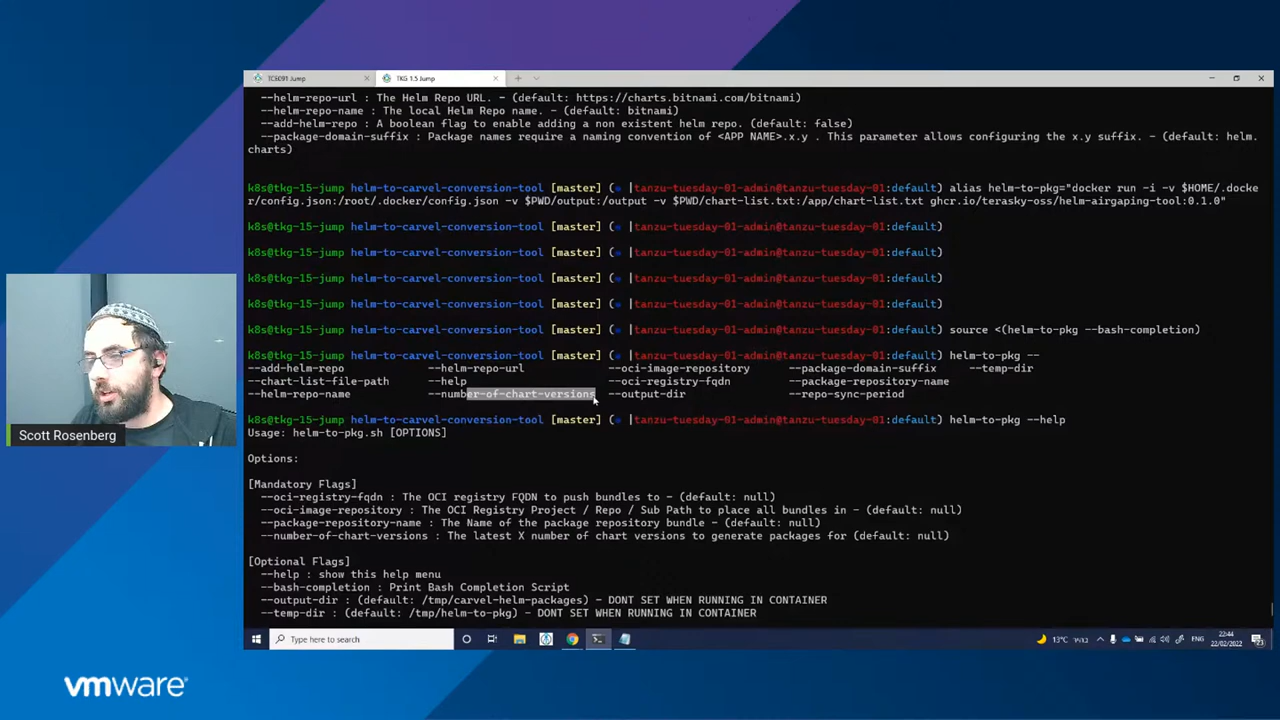 TCE091 Jump
TKG 1.5 Jump
--helm-repo-url : The Helm Repo URL. - (default: https://charts.bitnami.com/bitnami)
--helm-repo-name : The local Helm Repo name. - (default: bitnami)
--add-helm-repo : A boolean flag to enable adding a non existent helm repo. (default: false)
--package-domain-suffix : Package names require a naming convention of <APP NAME>.x.y . This parameter allows configuring the x.y suffix. - (default: helm.
charts)
k8s@tkg-15-jump helm-to-carvel-conversion-tool [master] (⎈ |tanzu-tuesday-01-admin@tanzu-tuesday-01:default) alias helm-to-pkg="docker run -i -v $HOME/.docke
r/config.json:/root/.docker/config.json -v $PWD/output:/output -v $PWD/chart-list.txt:/app/chart-list.txt ghcr.io/terasky-oss/helm-airgaping-tool:0.1.0"
k8s@tkg-15-jump helm-to-carvel-conversion-tool [master] (⎈ |tanzu-tuesday-01-admin@tanzu-tuesday-01:default)
k8s@tkg-15-jump helm-to-carvel-conversion-tool [master] (⎈ |tanzu-tuesday-01-admin@tanzu-tuesday-01:default)
k8s@tkg-15-jump helm-to-carvel-conversion-tool [master] (⎈ |tanzu-tuesday-01-admin@tanzu-tuesday-01:default)
k8s@tkg-15-jump helm-to-carvel-conversion-tool [master] (⎈ |tanzu-tuesday-01-admin@tanzu-tuesday-01:default)
k8s@tkg-15-jump helm-to-carvel-conversion-tool [master] (⎈ |tanzu-tuesday-01-admin@tanzu-tuesday-01:default) source <(helm-to-pkg --bash-completion)
k8s@tkg-15-jump helm-to-carvel-conversion-tool [master] (⎈ |tanzu-tuesday-01-admin@tanzu-tuesday-01:default) helm-to-pkg --
--add-helm-repo --helm-repo-url --oci-image-repository --package-domain-suffix --temp-dir
--chart-list-file-path --help --oci-registry-fqdn --package-repository-name
--helm-repo-name --number-of-chart-versions --output-dir --repo-sync-period
k8s@tkg-15-jump helm-to-carvel-conversion-tool [master] (⎈ |tanzu-tuesday-01-admin@tanzu-tuesday-01:default) helm-to-pkg --help
Usage: helm-to-pkg.sh [OPTIONS]
Options:
[Mandatory Flags]
--oci-registry-fqdn : The OCI registry FQDN to push bundles to - (default: null)
--oci-image-repository : The OCI Registry Project / Repo / Sub Path to place all bundles in - (default: null)
--package-repository-name : The Name of the package repository bundle - (default: null)
--number-of-chart-versions : The latest X number of chart versions to generate packages for (default: null)
[Optional Flags]
--help : show this help menu
--bash-completion : Print Bash Completion Script
--output-dir : (default: /tmp/carvel-helm-packages) - DONT SET WHEN RUNNING IN CONTAINER
--temp-dir : (default: /tmp/helm-to-pkg) - DONT SET WHEN RUNNING IN CONTAINER
Scott Rosenberg
Type here to search
13°C בהיר
ENG
22:44
22/02/2022
vmware®